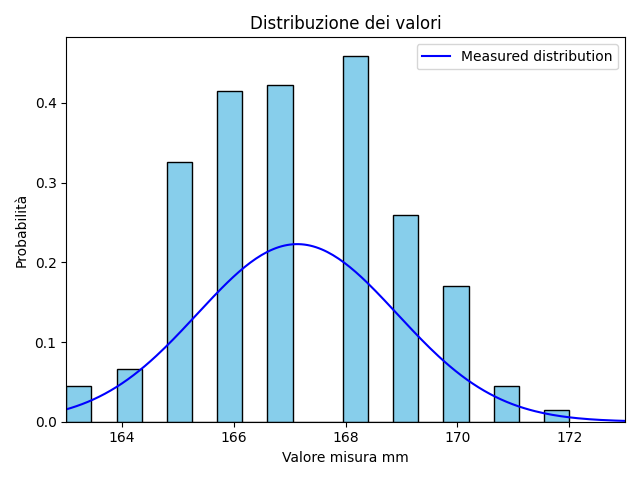 Distribuzione dei valori
Measured distribution
Probabilità
0.4
0.3
0.2
0.1
0.0
164 166 168 170 172
Valore misura mm